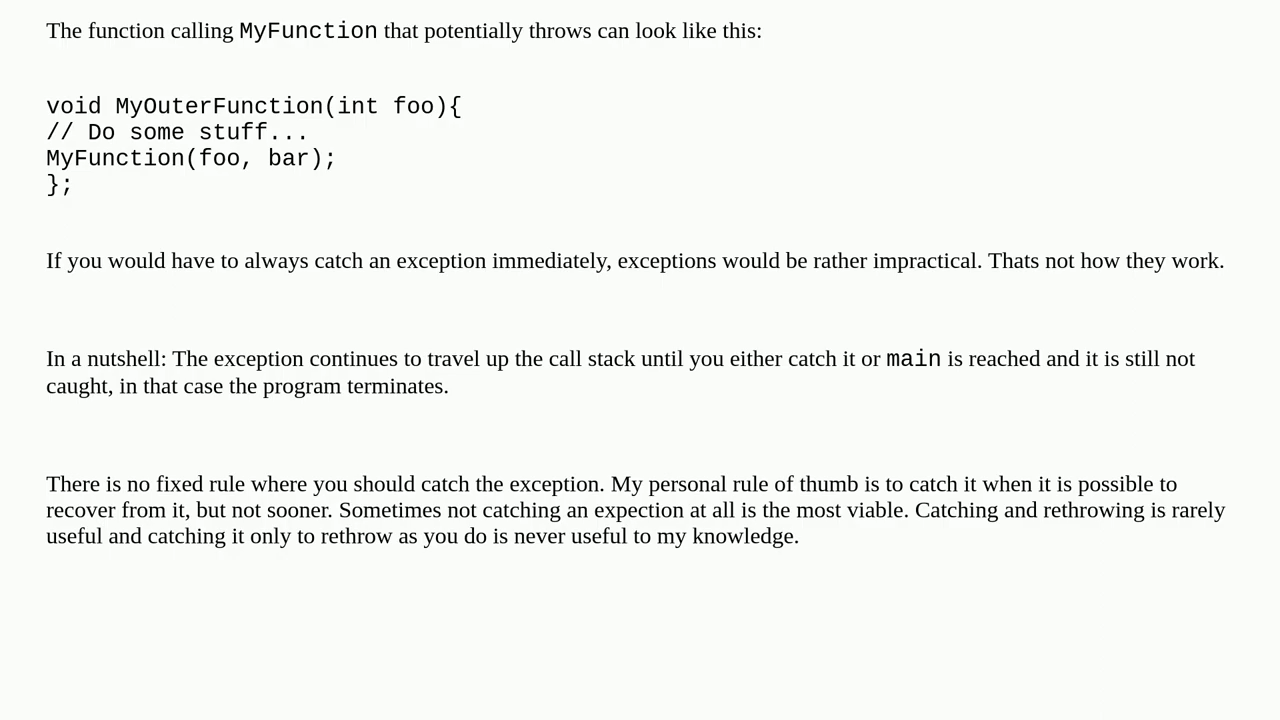 The function calling MyFunction that potentially throws can look like this:
void MyOuterFunction(int foo){
// Do some stuff...
MyFunction(foo, bar);
};
If you would have to always catch an exception immediately, exceptions would be rather impractical. Thats not how they work.
In a nutshell: The exception continues to travel up the call stack until you either catch it or main is reached and it is still not
caught, in that case the program terminates.
There is no fixed rule where you should catch the exception. My personal rule of thumb is to catch it when it is possible to
recover from it, but not sooner. Sometimes not catching an expection at all is the most viable. Catching and rethrowing is rarely
useful and catching it only to rethrow as you do is never useful to my knowledge.